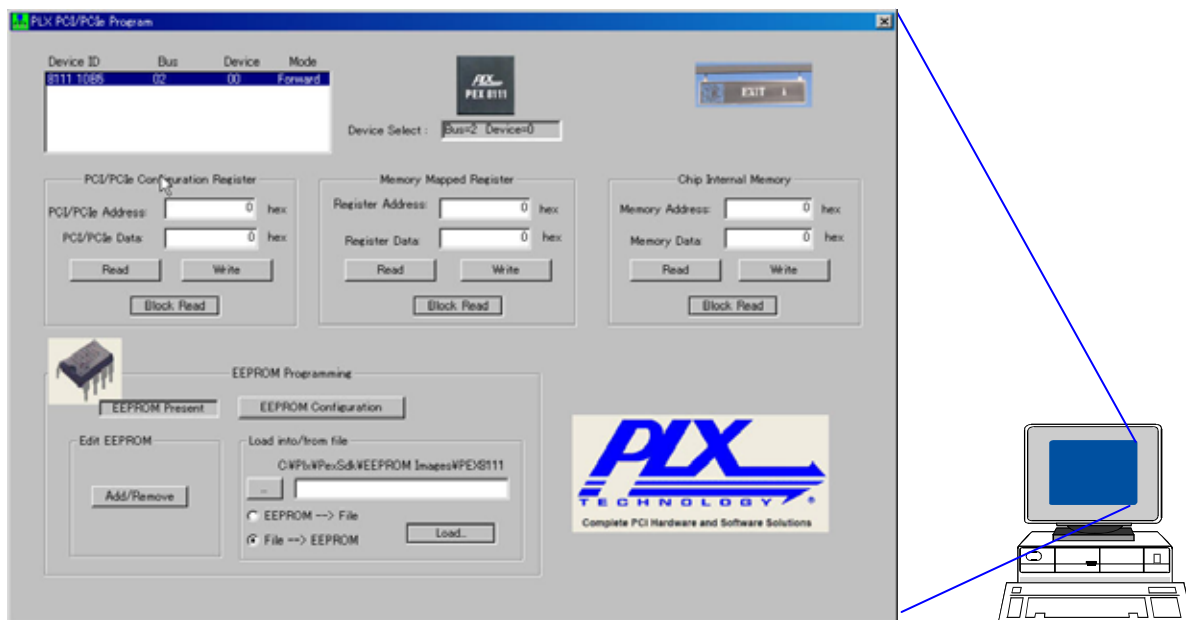 PLX PCI/PCIe Program
Device ID Bus Device Mode
8111 10B5 02 00 Forward
PLX
PEX 8111
EXIT
Device Select : Bus=2 Device=0
PCI/PCIe Configuration Register
PCI/PCIe Address: 0 hex
PCI/PCIe Data: 0 hex
Read Write
Block Read
Memory Mapped Register
Register Address: 0 hex
Register Data: 0 hex
Read Write
Block Read
Chip Internal Memory
Memory Address: 0 hex
Memory Data: 0 hex
Read Write
Block Read
EEPROM Programming
EEPROM Present EEPROM Configuration
Edit EEPROM
Add/Remove
Load into/from file
C¥Plx¥PexSdk¥EEPROM Images¥PEX8111
...
EEPROM --> File
File --> EEPROM
Load...
PLX
TECHNOLOGY
Complete PCI Hardware and Software Solutions